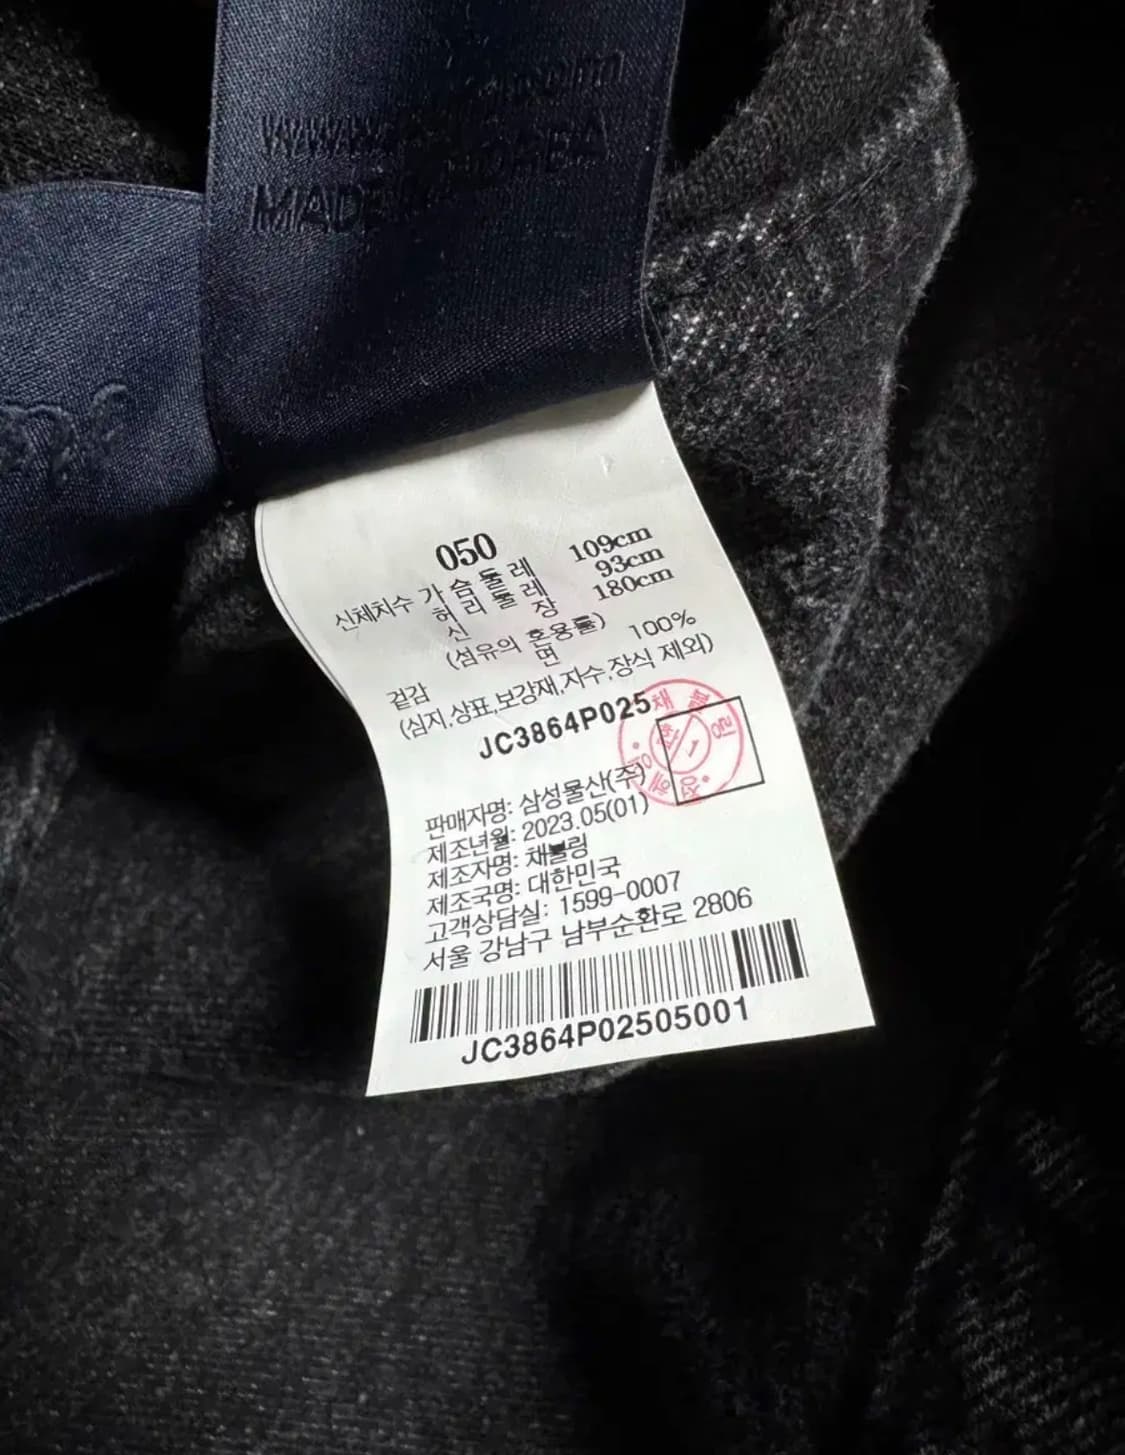 MADE IN KOREA
050
신체치수 가슴둘레 109cm
허리둘레 93cm
신장 180cm
(섬유의 혼용률)
겉감 면 100%
(심지,상표,보강재,자수,장식 제외)
JC3864P025
판매자명: 삼성물산(주)
제조년월: 2023.05(01)
제조자명: 채블링
제조국명: 대한민국
고객상담실: 1599-0007
서울 강남구 남부순환로 2806
JC3864P02505001